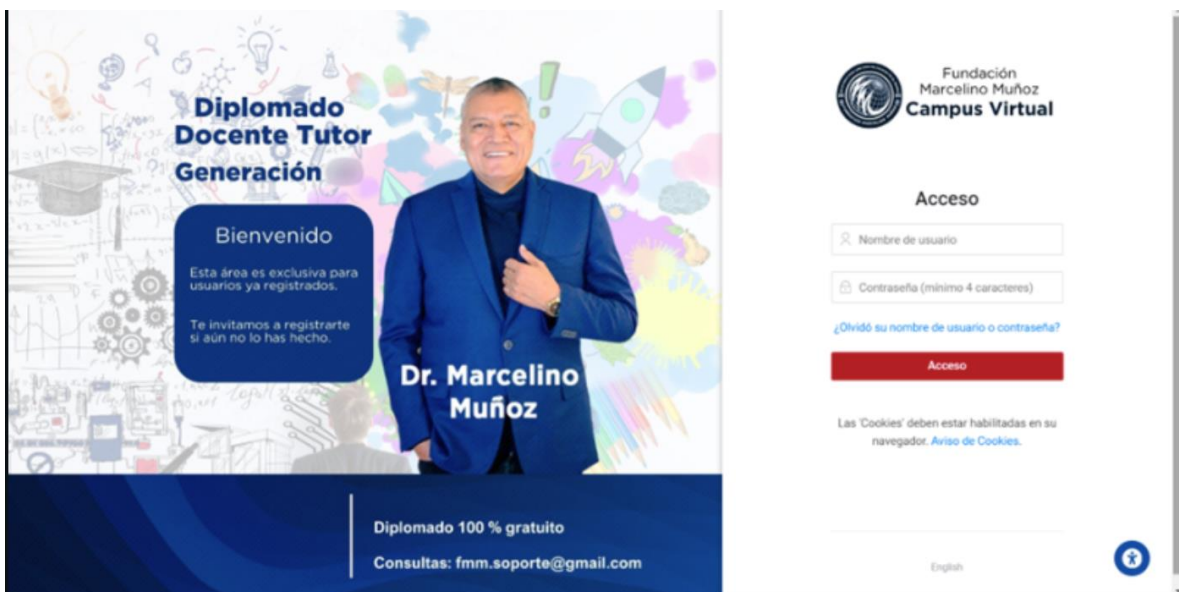 Diplomado
Docente Tutor
Generación
Bienvenido
Esta área es exclusiva para
usuarios ya registrados.
Te invitamos a registrarte
si aún no lo has hecho.
Dr. Marcelino
Muñoz
Diplomado 100 % gratuito
Consultas: fmm.soporte@gmail.com
Fundación
Marcelino Muñoz
Campus Virtual
Acceso
Nombre de usuario
Contraseña (mínimo 4 caracteres)
¿Olvidó su nombre de usuario o contraseña?
Acceso
Las 'Cookies' deben estar habilitadas en su
navegador. Aviso de Cookies.
English